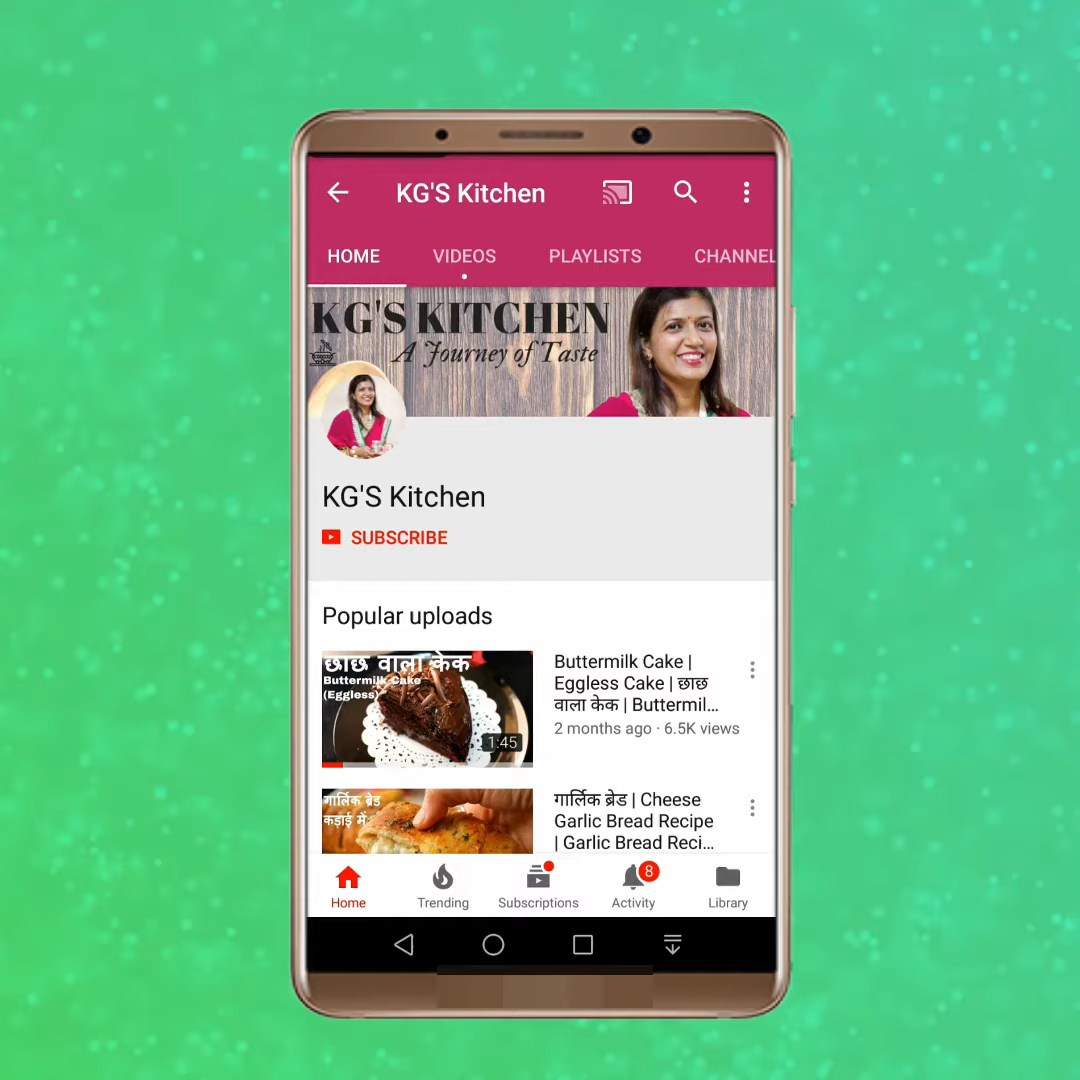 KG'S Kitchen
HOME VIDEOS PLAYLISTS CHANNEL
KG'S KITCHEN
A Journey of Taste
KG'S Kitchen
SUBSCRIBE
Popular uploads
छाछ वाला केक
Buttermilk Cake
(Eggless)
1:45
Buttermilk Cake |
Eggless Cake | छाछ
वाला केक | Buttermil...
2 months ago · 6.5K views
गार्लिक ब्रेड
कड़ाई में
गार्लिक ब्रेड | Cheese
Garlic Bread Recipe
| Garlic Bread Reci...
8
Home Trending Subscriptions Activity Library